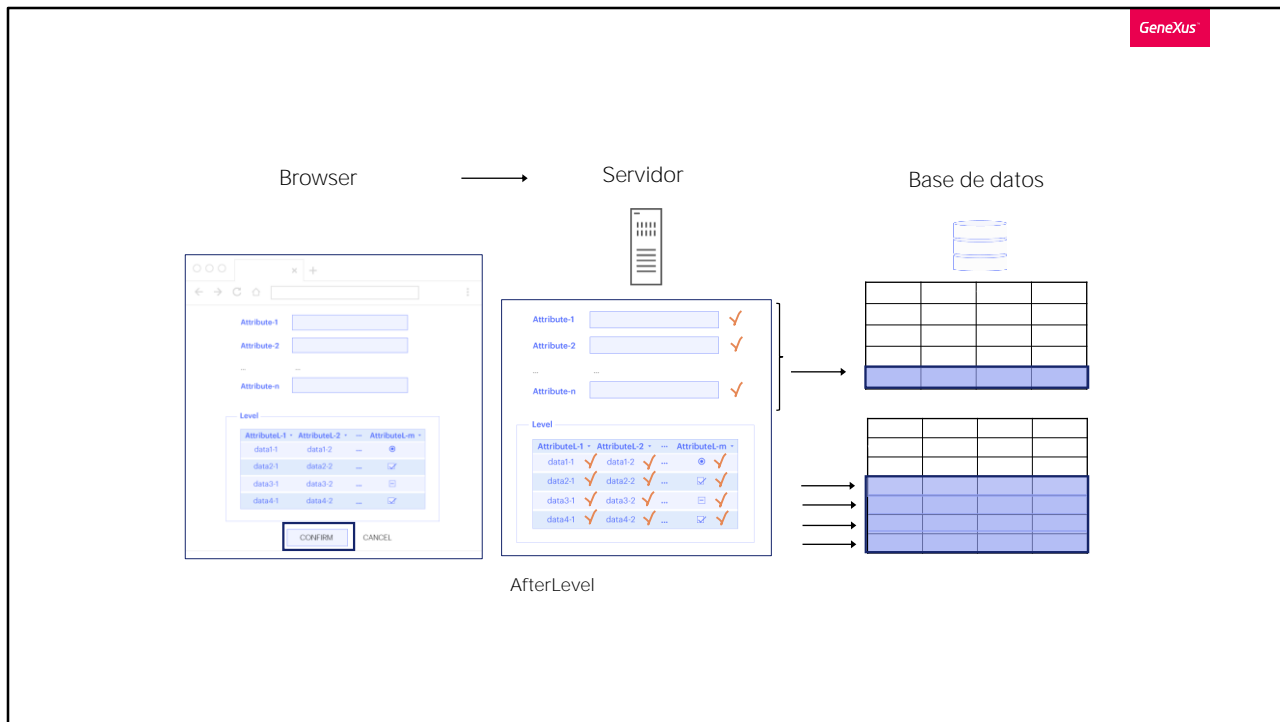 GeneXus
Browser
Servidor
Base de datos
Attribute-1
Attribute-2
... ...
Attribute-n
Level
AttributeL-1 AttributeL-2 ... AttributeL-m
data1-1 data1-2 ...
data2-1 data2-2 ...
data3-1 data3-2 ...
data4-1 data4-2 ...
CONFIRM CANCEL
Attribute-1
Attribute-2
... ...
Attribute-n
Level
AttributeL-1 AttributeL-2 ... AttributeL-m
data1-1 data1-2 ...
data2-1 data2-2 ...
data3-1 data3-2 ...
data4-1 data4-2 ...
AfterLevel